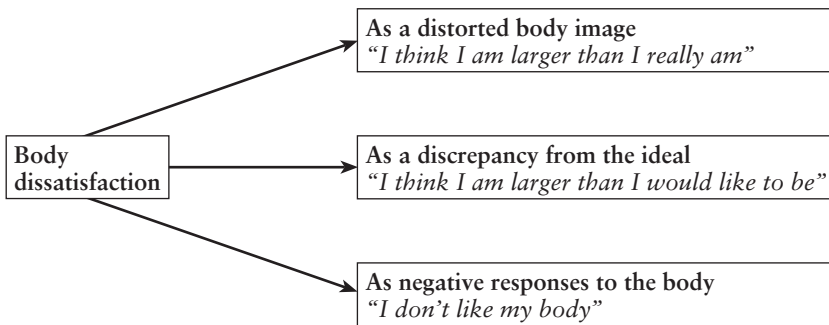 As a distorted body image
“I think I am larger than I really am”
Body
dissatisfaction
As a discrepancy from the ideal
“I think I am larger than I would like to be”
As negative responses to the body
“I don’t like my body”